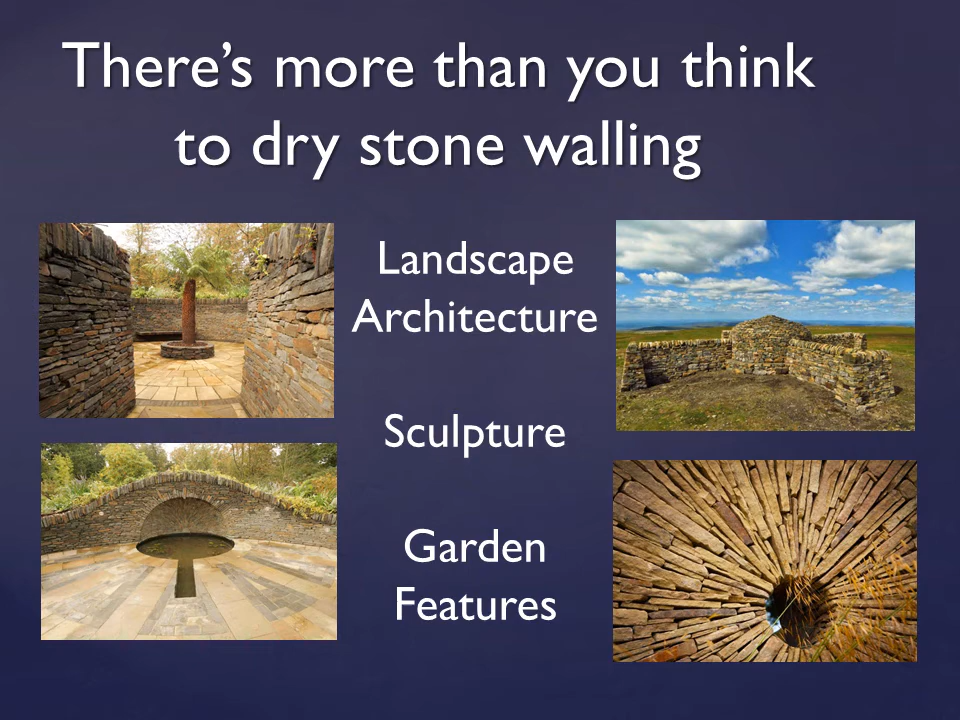 There’s more than you think
to dry stone walling
Landscape
Architecture
Sculpture
Garden
Features